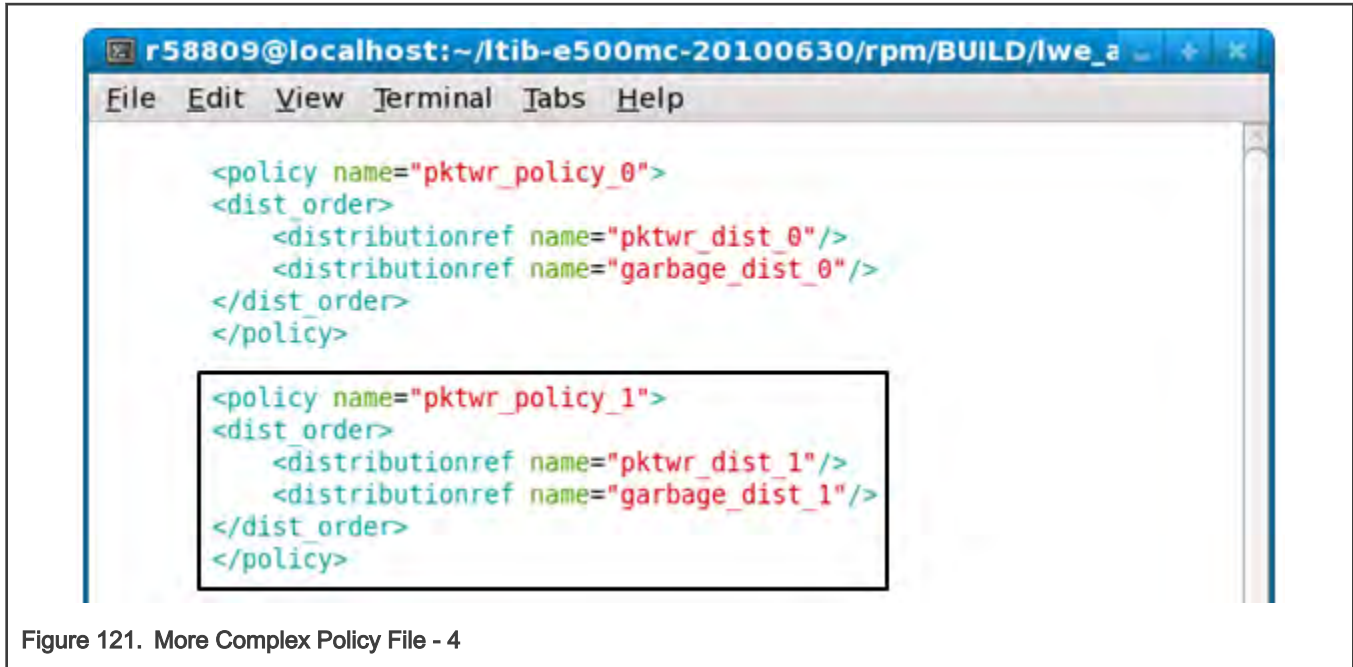 r58809@localhost:~/ltib-e500mc-20100630/rpm/BUILD/lwe_a
File Edit View Terminal Tabs Help
<policy name="pktwr_policy_0">
<dist_order>
<distributionref name="pktwr_dist_0"/>
<distributionref name="garbage_dist_0"/>
</dist_order>
</policy>
<policy name="pktwr_policy_1">
<dist_order>
<distributionref name="pktwr_dist_1"/>
<distributionref name="garbage_dist_1"/>
</dist_order>
</policy>
Figure 121. More Complex Policy File - 4